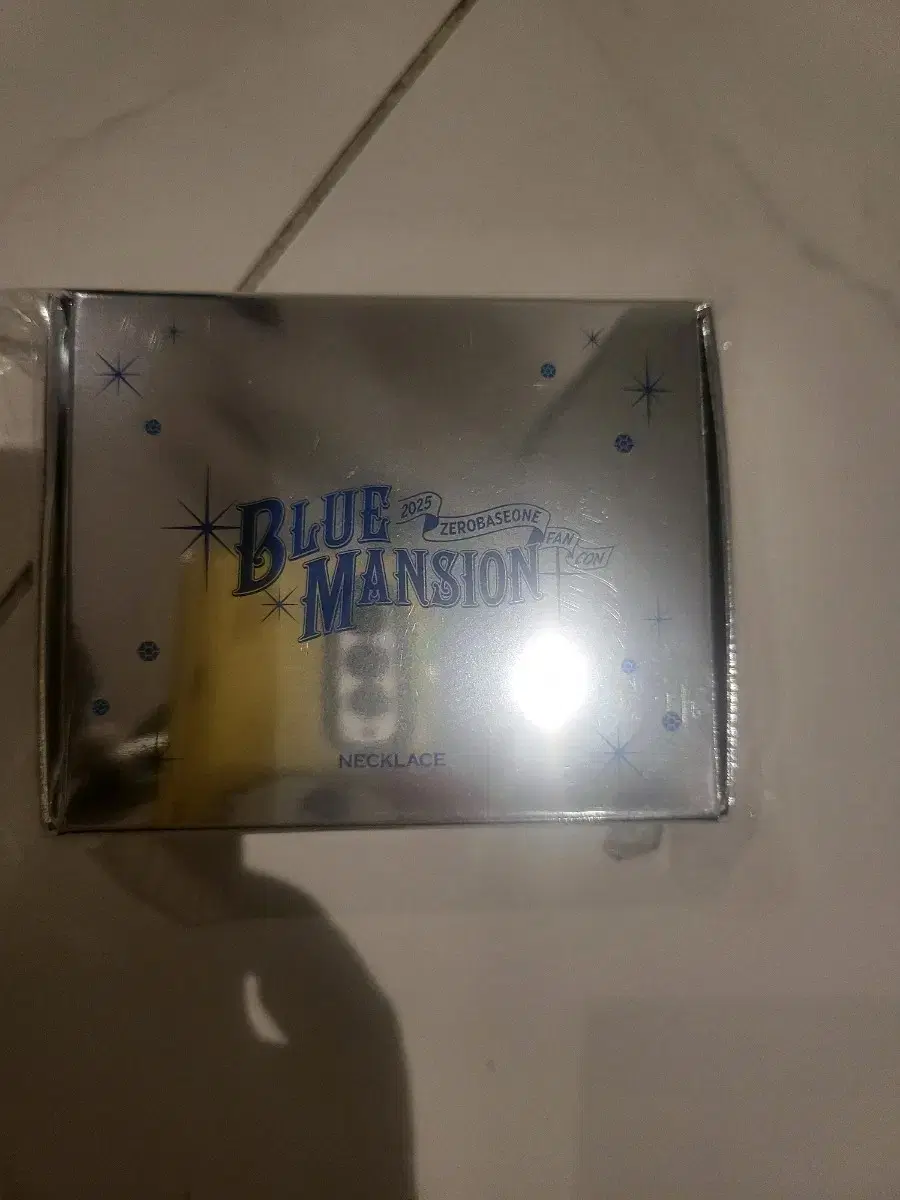 BLUE
MANSION
2025
ZEROBASEONE
FAN
CON
NECKLACE